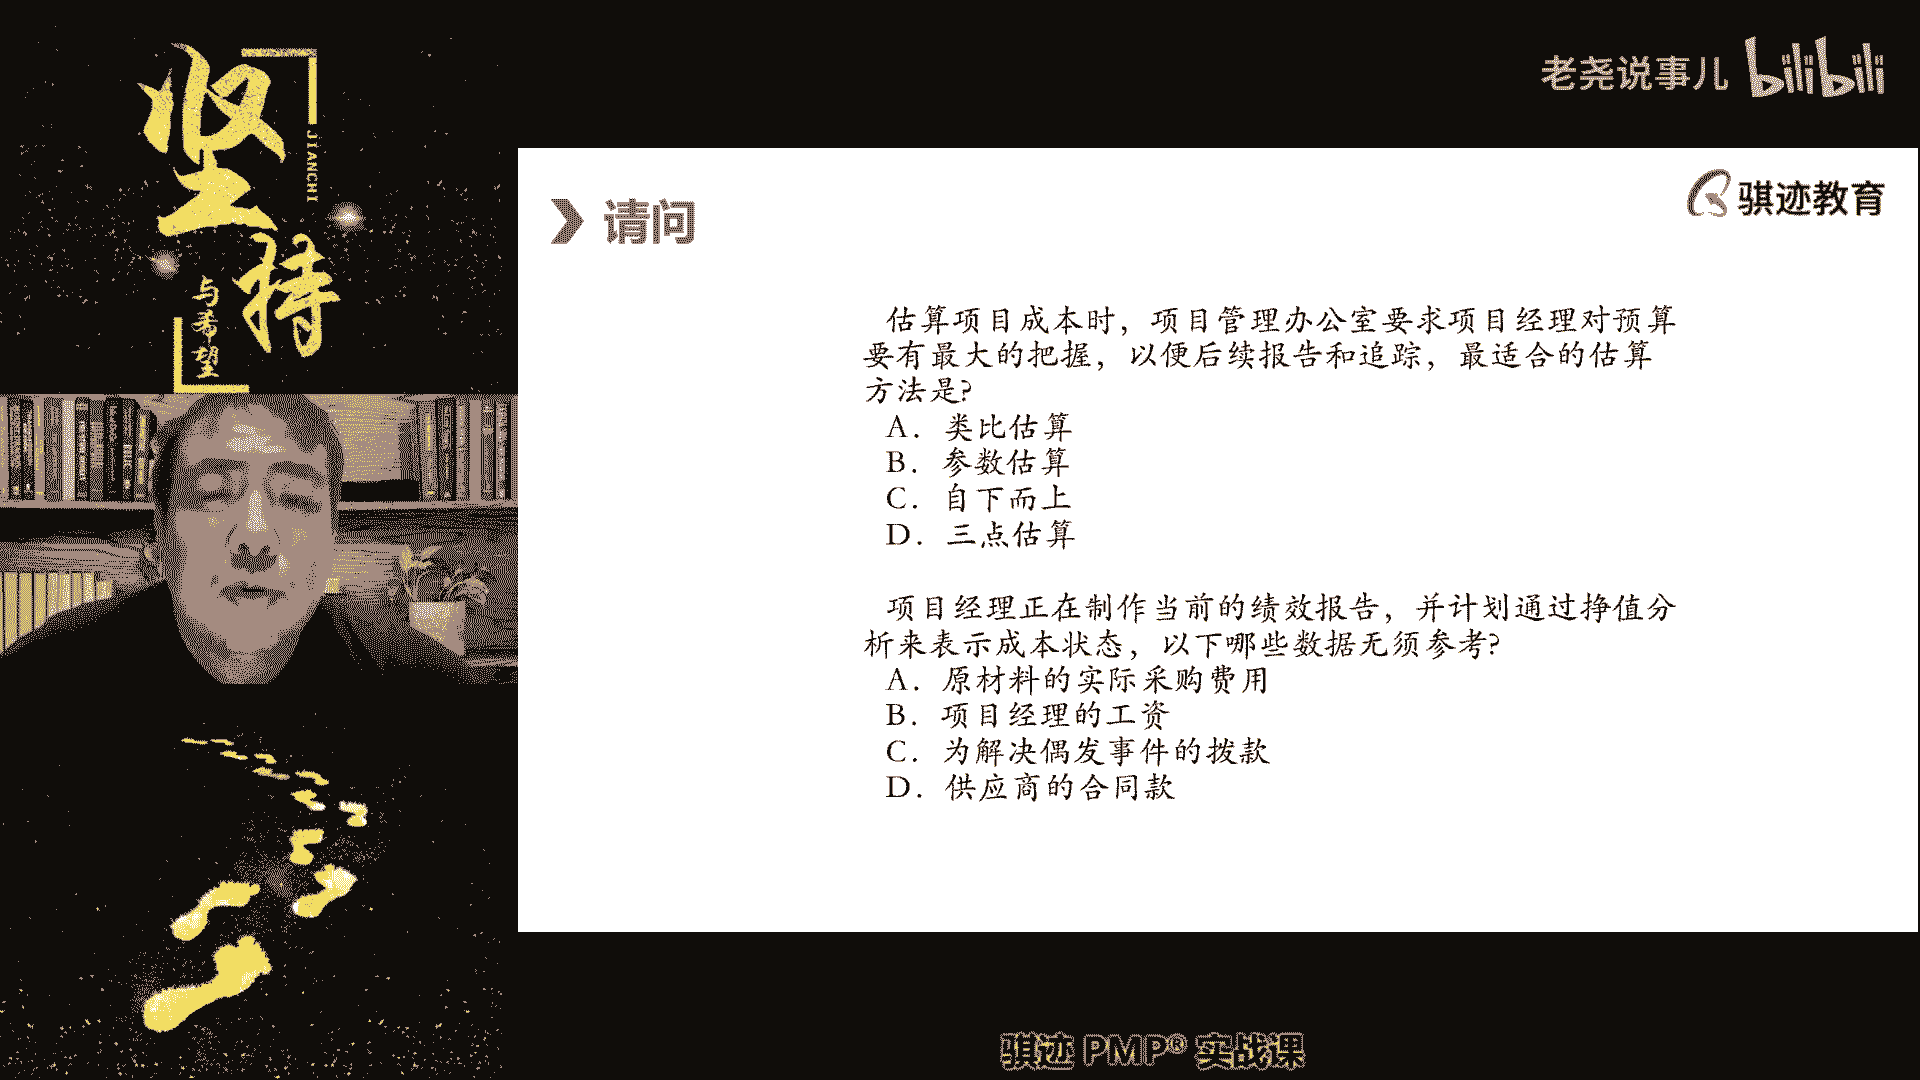 坚持
JIANCHI
与希望
老尧说事儿 bilibili
骐迹教育
请问
估算项目成本时，项目管理办公室要求项目经理对预算
要有最大的把握，以便后续报告和追踪，最适合的估算
方法是?
A. 类比估算
B. 参数估算
C. 自下而上
D. 三点估算
项目经理正在制作当前的绩效报告，并计划通过挣值分
析来表示成本状态，以下哪些数据无须参考?
A. 原材料的实际采购费用
B. 项目经理的工资
C. 为解决偶发事件的拨款
D. 供应商的合同款
骐迹 PMP® 实战课